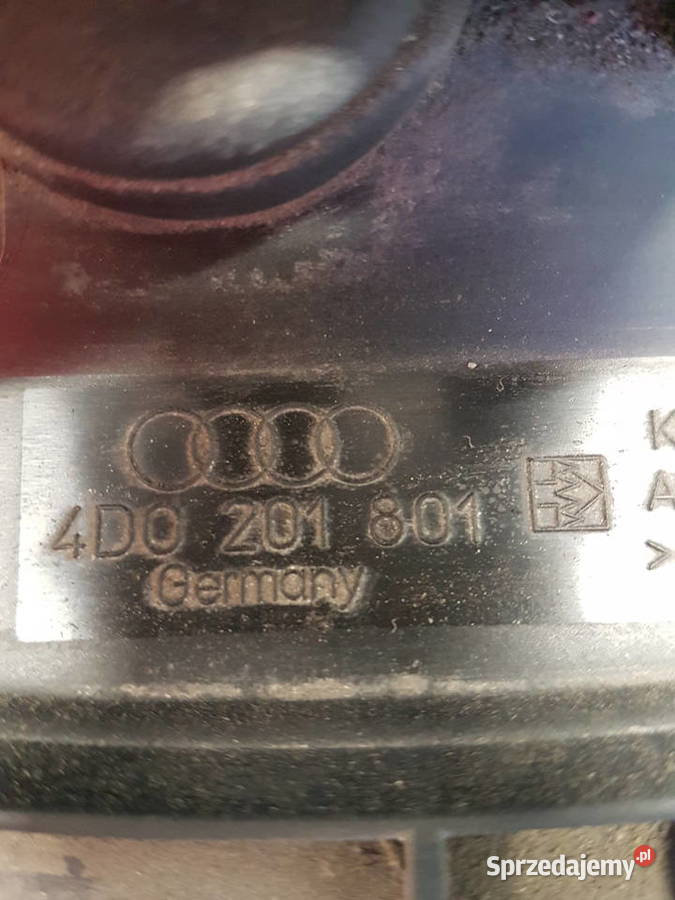 4D0 201 801
Germany
K
A
>
Sprzedajemy.pl